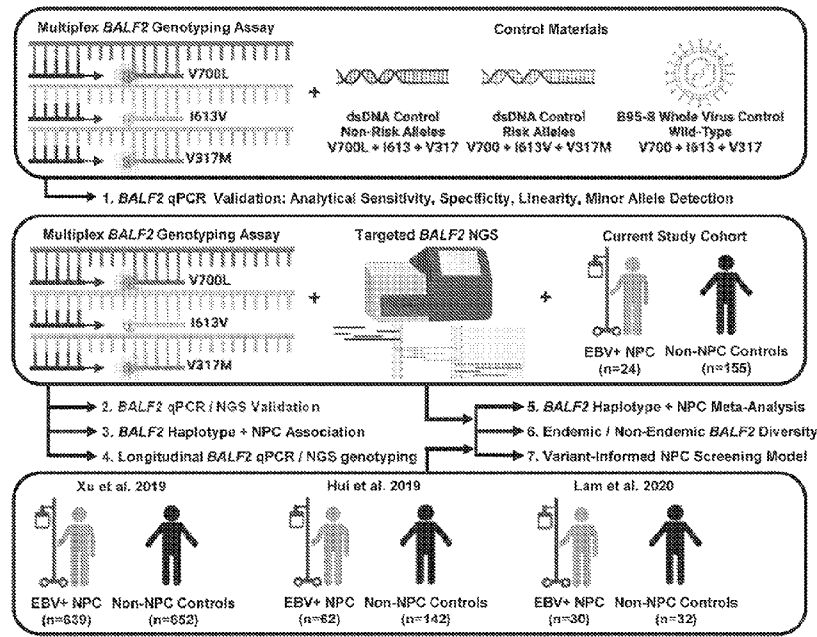 Multiplex BALF2 Genotyping Assay
Control Materials
V700L
I613V
V317M
+
dsDNA Control
Non-Risk Alleles
V700L + I613 + V317
dsDNA Control
Risk Alleles
V700 + I613V + V317M
B95-8 Whole Virus Control
Wild-Type
V700 + I613 + V317
1. BALF2 qPCR Validation: Analytical Sensitivity, Specificity, Linearity, Minor Allele Detection
Multiplex BALF2 Genotyping Assay
Targeted BALF2 NGS
Current Study Cohort
V700L
I613V
V317M
+
+
EBV+ NPC
(n=24)
Non-NPC Controls
(n=155)
2. BALF2 qPCR / NGS Validation
3. BALF2 Haplotype + NPC Association
4. Longitudinal BALF2 qPCR / NGS genotyping
5. BALF2 Haplotype + NPC Meta-Analysis
6. Endemic / Non-Endemic BALF2 Diversity
7. Variant-Informed NPC Screening Model
Xu et al. 2019
Hui et al. 2019
Lam et al. 2020
EBV+ NPC
(n=639)
Non-NPC Controls
(n=652)
EBV+ NPC
(n=62)
Non-NPC Controls
(n=142)
EBV+ NPC
(n=30)
Non-NPC Controls
(n=32)